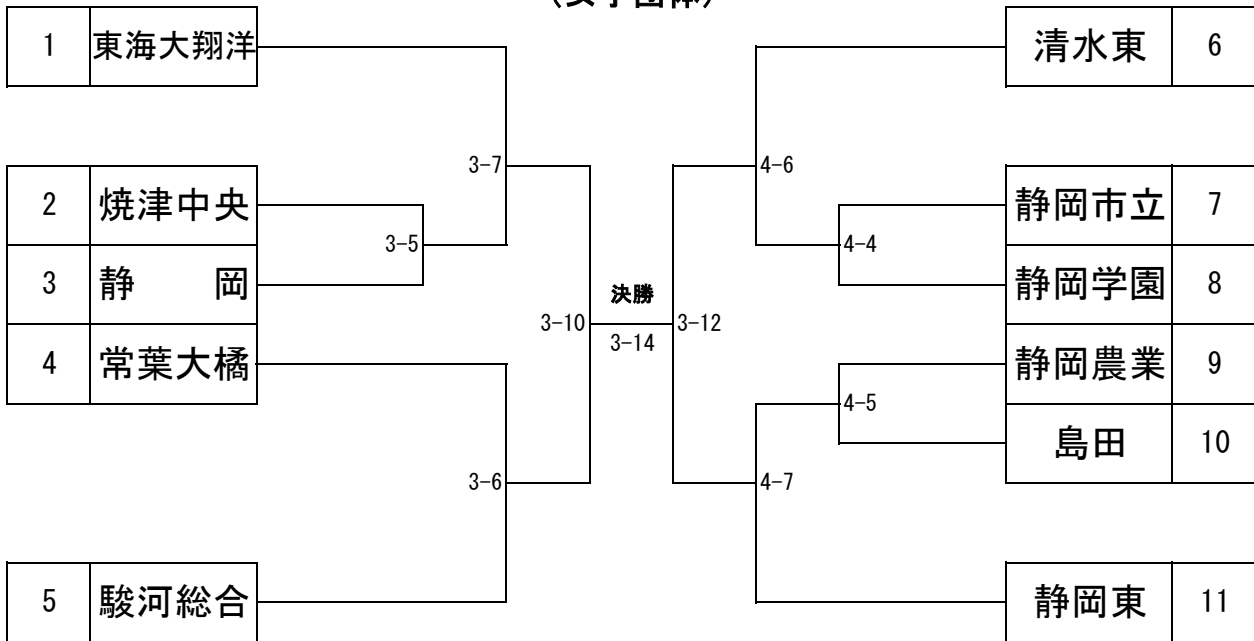 (女子団体)
1 東海大翔洋
清水東 6
3-7
4-6
2 焼津中央
静岡市立 7
3-5
4-4
3 静 岡
静岡学園 8
決勝
3-10
3-14
3-12
4 常葉大橘
静岡農業 9
4-5
島田 10
3-6
4-7
5 駿河総合
静岡東 11